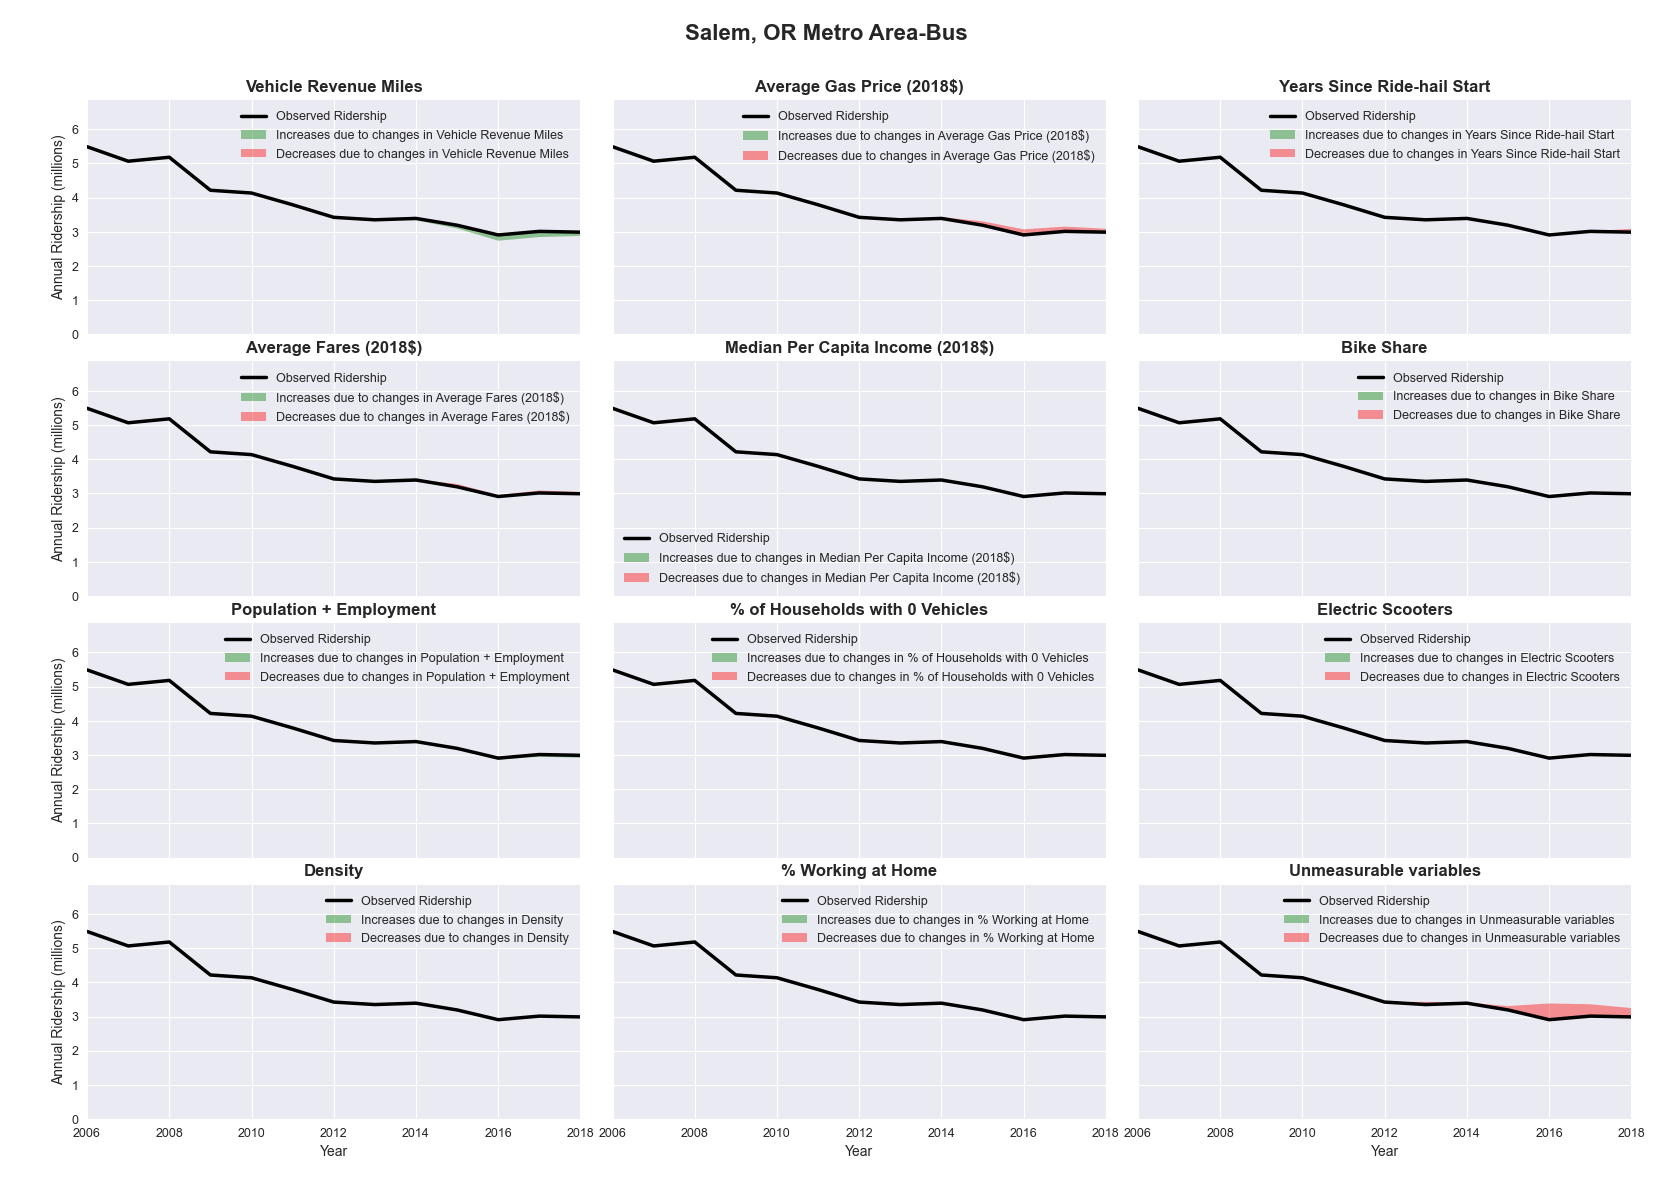 Salem, OR Metro Area-Bus
Vehicle Revenue Miles
Observed Ridership
Increases due to changes in Vehicle Revenue Miles
Decreases due to changes in Vehicle Revenue Miles
Annual Ridership (millions)
6
5
4
3
2
1
0
Average Gas Price (2018$)
Observed Ridership
Increases due to changes in Average Gas Price (2018$)
Decreases due to changes in Average Gas Price (2018$)
Years Since Ride-hail Start
Observed Ridership
Increases due to changes in Years Since Ride-hail Start
Decreases due to changes in Years Since Ride-hail Start
Average Fares (2018$)
Observed Ridership
Increases due to changes in Average Fares (2018$)
Decreases due to changes in Average Fares (2018$)
Annual Ridership (millions)
6
5
4
3
2
1
0
Median Per Capita Income (2018$)
Observed Ridership
Increases due to changes in Median Per Capita Income (2018$)
Decreases due to changes in Median Per Capita Income (2018$)
Bike Share
Observed Ridership
Increases due to changes in Bike Share
Decreases due to changes in Bike Share
Population + Employment
Observed Ridership
Increases due to changes in Population + Employment
Decreases due to changes in Population + Employment
Annual Ridership (millions)
6
5
4
3
2
1
0
% of Households with 0 Vehicles
Observed Ridership
Increases due to changes in % of Households with 0 Vehicles
Decreases due to changes in % of Households with 0 Vehicles
Electric Scooters
Observed Ridership
Increases due to changes in Electric Scooters
Decreases due to changes in Electric Scooters
Density
Observed Ridership
Increases due to changes in Density
Decreases due to changes in Density
Annual Ridership (millions)
6
5
4
3
2
1
0
2006 2008 2010 2012 2014 2016 2018
Year
% Working at Home
Observed Ridership
Increases due to changes in % Working at Home
Decreases due to changes in % Working at Home
2006 2008 2010 2012 2014 2016 2018
Year
Unmeasurable variables
Observed Ridership
Increases due to changes in Unmeasurable variables
Decreases due to changes in Unmeasurable variables
2006 2008 2010 2012 2014 2016 2018
Year